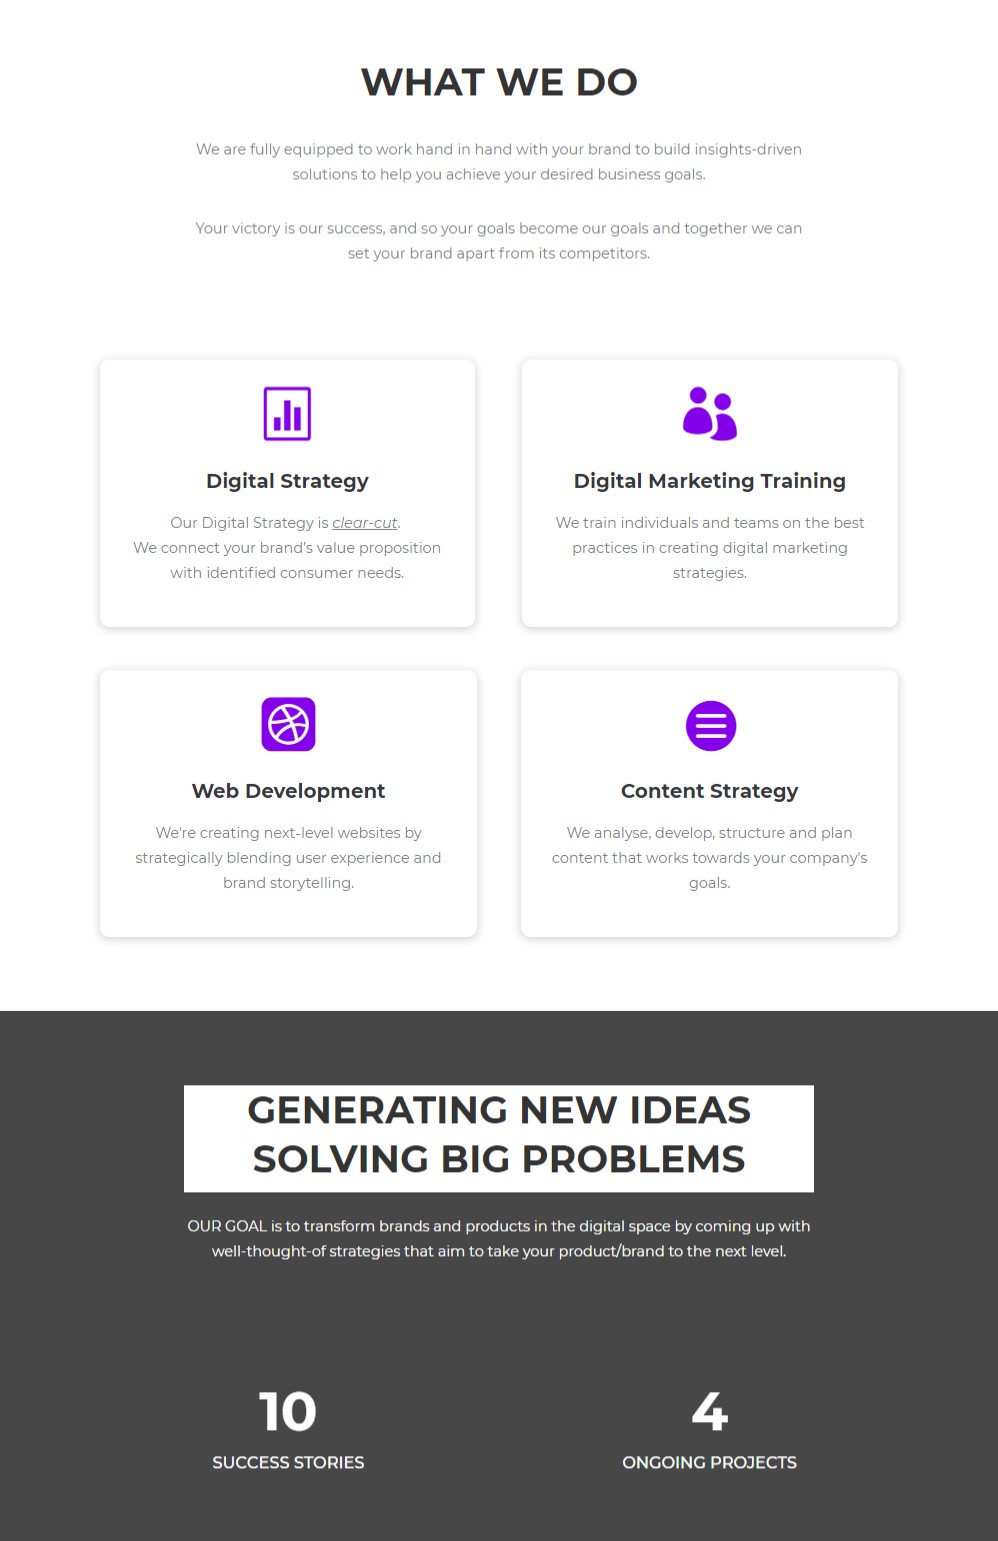 WHAT WE DO
We are fully equipped to work hand in hand with your brand to build insights-driven
solutions to help you achieve your desired business goals.
Your victory is our success, and so your goals become our goals and together we can
set your brand apart from its competitors.
Digital Strategy
Our Digital Strategy is clear-cut.
We connect your brand's value proposition
with identified consumer needs.
Digital Marketing Training
We train individuals and teams on the best
practices in creating digital marketing
strategies.
Web Development
We're creating next-level websites by
strategically blending user experience and
brand storytelling.
Content Strategy
We analyse, develop, structure and plan
content that works towards your company's
goals.
GENERATING NEW IDEAS
SOLVING BIG PROBLEMS
OUR GOAL is to transform brands and products in the digital space by coming up with
well-thought-of strategies that aim to take your product/brand to the next level.
10
SUCCESS STORIES
4
ONGOING PROJECTS